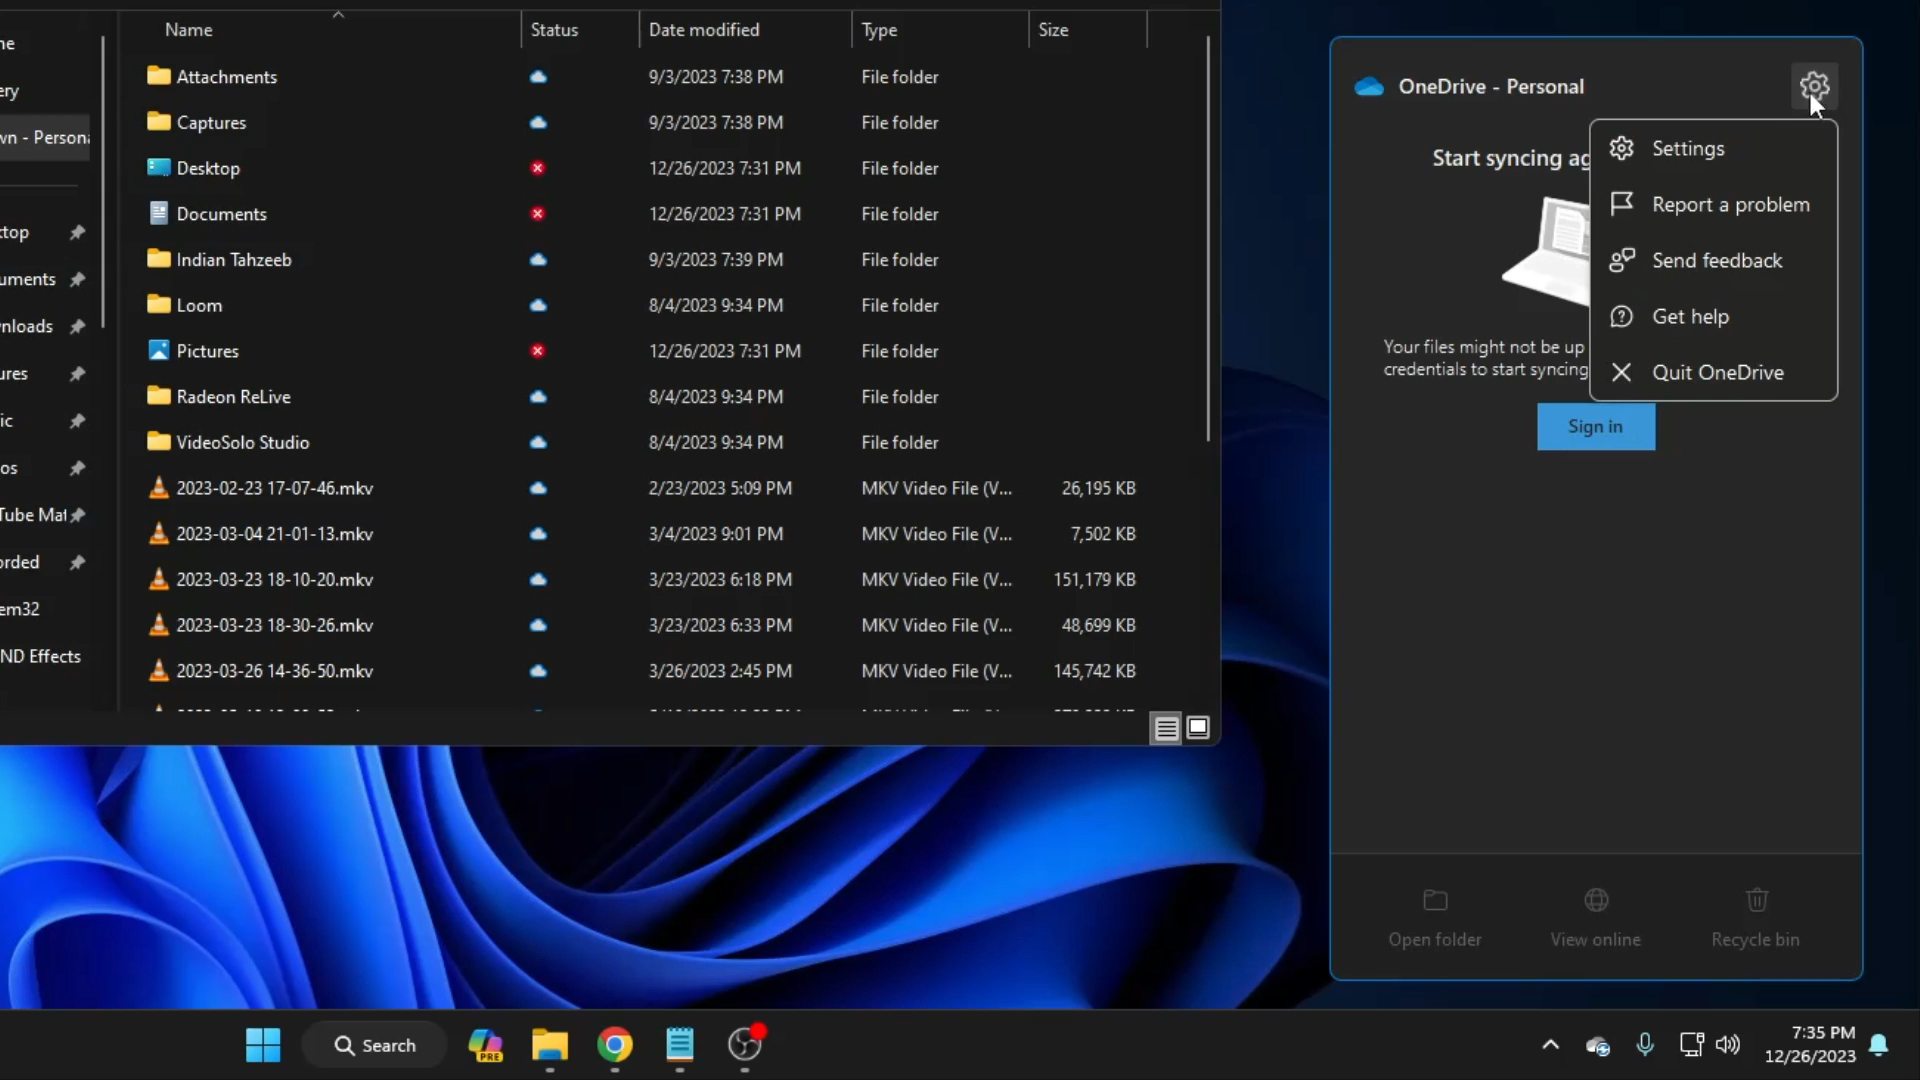 Name Status Date modified Type Size
Attachments 9/3/2023 7:38 PM File folder
Captures 9/3/2023 7:38 PM File folder
Desktop 12/26/2023 7:31 PM File folder
Documents 12/26/2023 7:31 PM File folder
Indian Tahzeeb 9/3/2023 7:39 PM File folder
Loom 8/4/2023 9:34 PM File folder
Pictures 12/26/2023 7:31 PM File folder
Radeon ReLive 8/4/2023 9:34 PM File folder
VideoSolo Studio 8/4/2023 9:34 PM File folder
2023-02-23 17-07-46.mkv 2/23/2023 5:09 PM MKV Video File (V... 26,195 KB
2023-03-04 21-01-13.mkv 3/4/2023 9:01 PM MKV Video File (V... 7,502 KB
2023-03-23 18-10-20.mkv 3/23/2023 6:18 PM MKV Video File (V... 151,179 KB
2023-03-23 18-30-26.mkv 3/23/2023 6:33 PM MKV Video File (V... 48,699 KB
2023-03-26 14-36-50.mkv 3/26/2023 2:45 PM MKV Video File (V... 145,742 KB
ne
ery
wn - Persona
ktop
uments
nloads
ures
ic
os
Tube Mat
orded
em32
ND Effects
OneDrive - Personal
Start syncing ag
Your files might not be up
credentials to start syncing
Sign in
Settings
Report a problem
Send feedback
Get help
Quit OneDrive
Open folder View online Recycle bin
Search
PRE
7:35 PM
12/26/2023